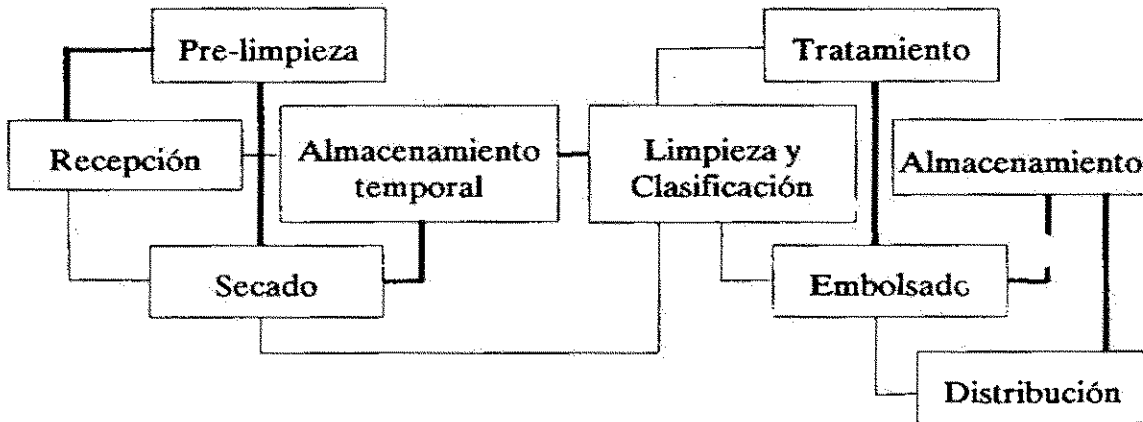 Pre-limpieza
Tratamiento
Recepción
Almacenamiento
temporal
Limpieza y
Clasificación
Almacenamiento
Secado
Embolsado
Distribución